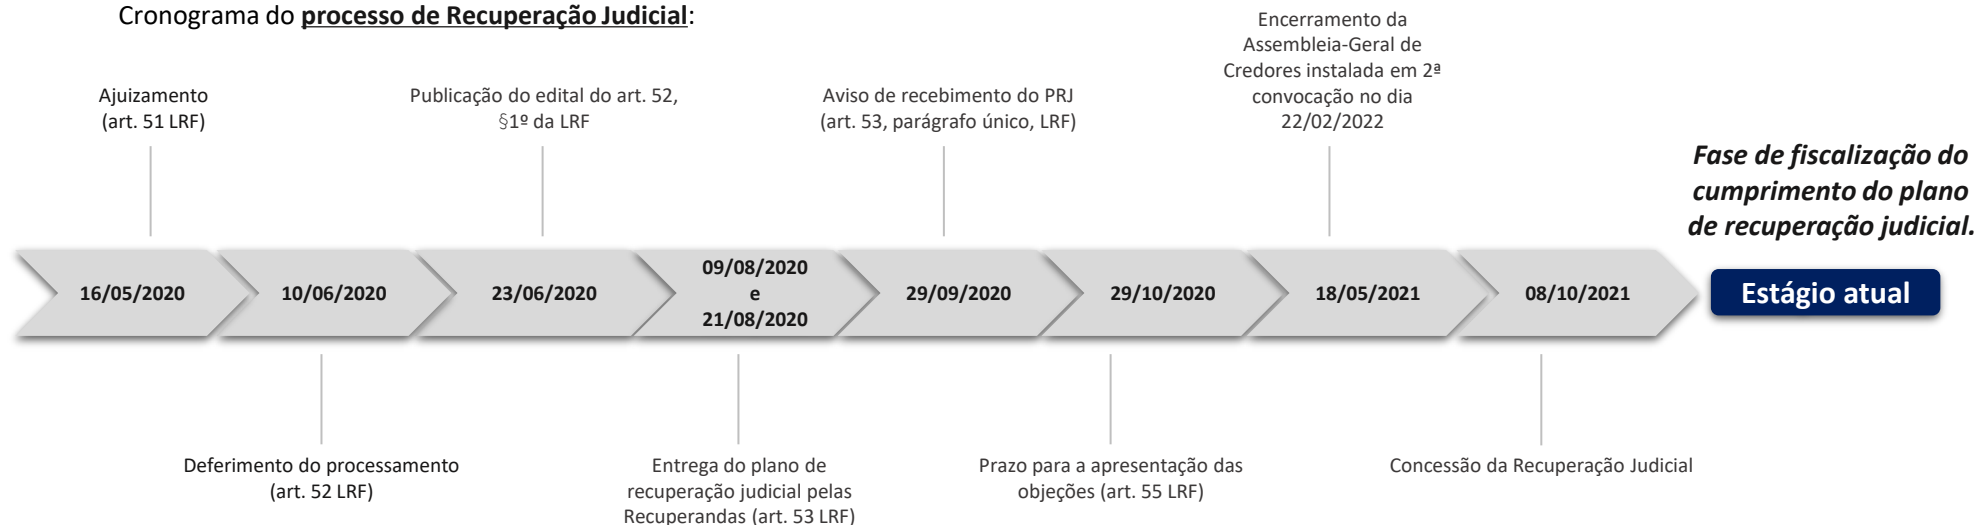 Cronograma do processo de Recuperação Judicial:
Ajuizamento
(art. 51 LRF)
Publicação do edital do art. 52,
§1º da LRF
Aviso de recebimento do PRJ
(art. 53, parágrafo único, LRF)
Encerramento da
Assembleia-Geral de
Credores instalada em 2ª
convocação no dia
22/02/2022
Fase de fiscalização do
cumprimento do plano
de recuperação judicial.
16/05/2020
10/06/2020
23/06/2020
09/08/2020
e
21/08/2020
29/09/2020
29/10/2020
18/05/2021
08/10/2021
Estágio atual
Deferimento do processamento
(art. 52 LRF)
Entrega do plano de
recuperação judicial pelas
Recuperandas (art. 53 LRF)
Prazo para a apresentação das
objeções (art. 55 LRF)
Concessão da Recuperação Judicial